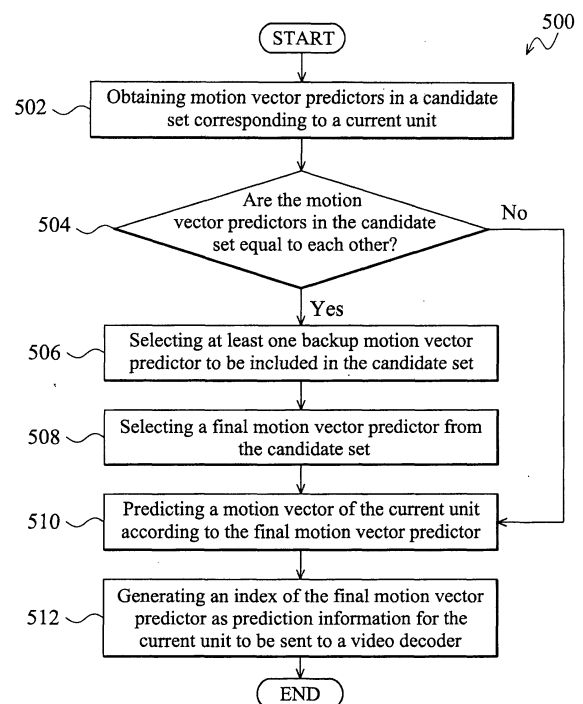 500
START
502
Obtaining motion vector predictors in a candidate
set corresponding to a current unit
504
Are the motion
vector predictors in the candidate
set equal to each other?
No
Yes
506
Selecting at least one backup motion vector
predictor to be included in the candidate set
508
Selecting a final motion vector predictor from
the candidate set
510
Predicting a motion vector of the current unit
according to the final motion vector predictor
512
Generating an index of the final motion vector
predictor as prediction information for the
current unit to be sent to a video decoder
END